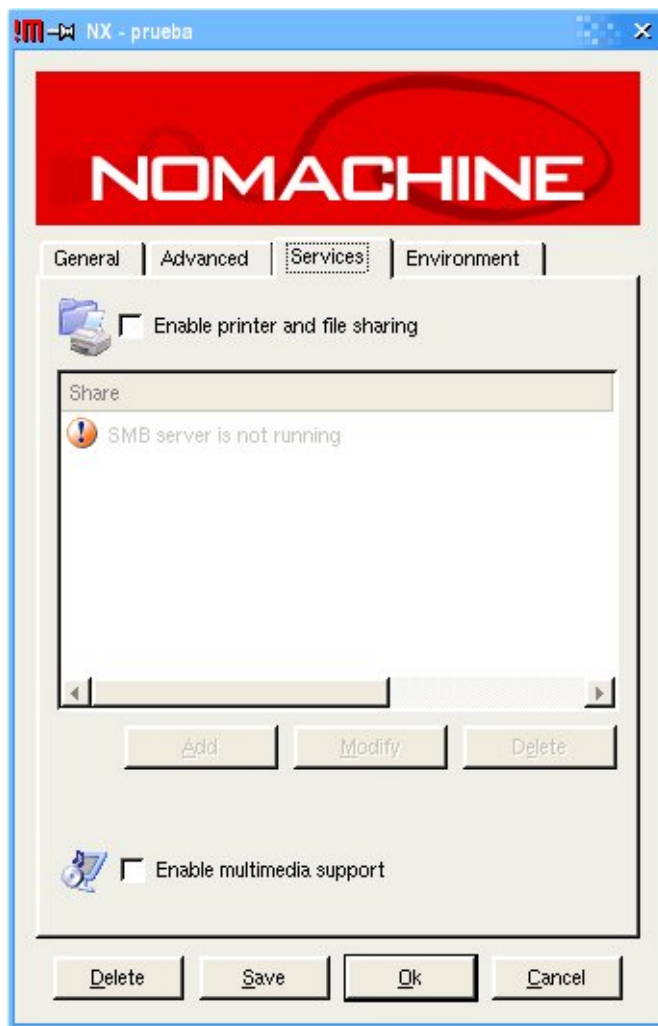 !M NX - prueba
NOMACHINE
General Advanced Services Environment
Enable printer and file sharing
Share
SMB server is not running
Add Modify Delete
Enable multimedia support
Delete Save Ok Cancel